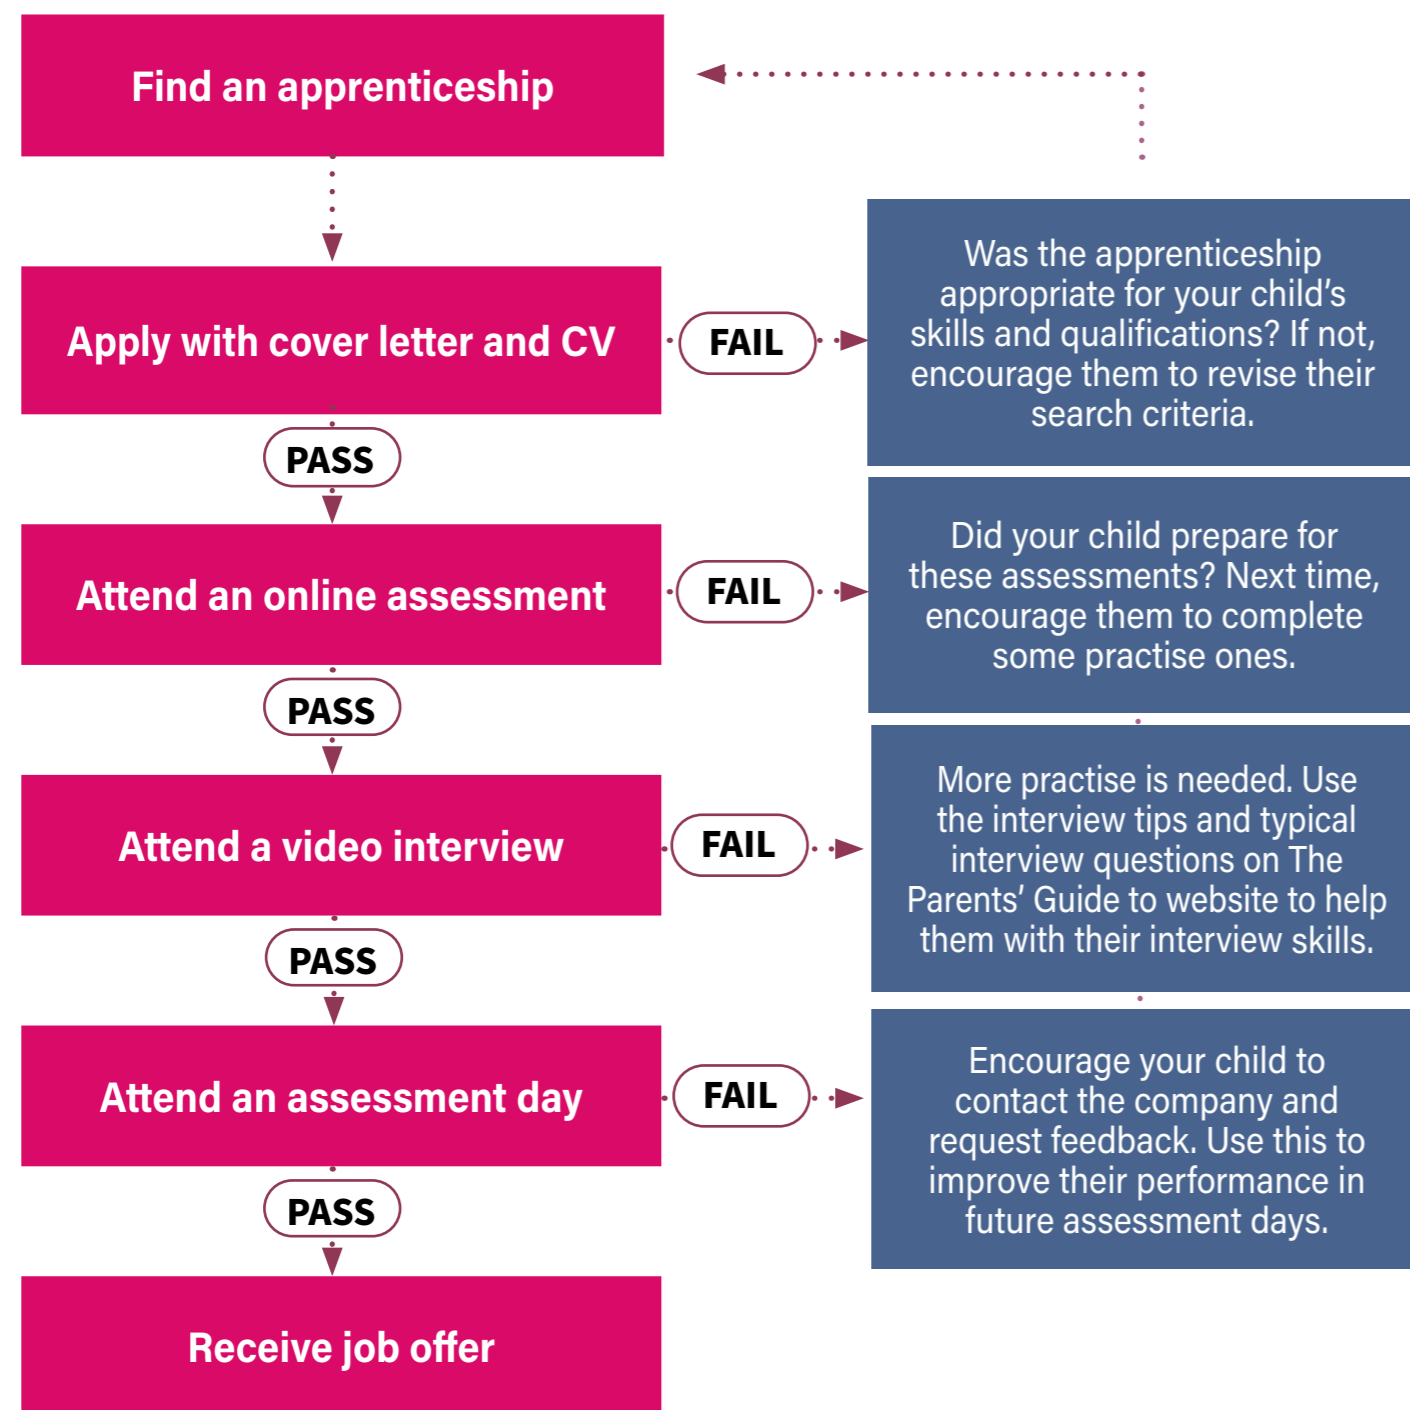 Find an apprenticeship
Apply with cover letter and CV
FAIL
Was the apprenticeship
appropriate for your child's
skills and qualifications? If not,
encourage them to revise their
search criteria.
PASS
Attend an online assessment
FAIL
Did your child prepare for
these assessments? Next time,
encourage them to complete
some practise ones.
PASS
Attend a video interview
FAIL
More practise is needed. Use
the interview tips and typical
interview questions on The
Parents' Guide to website to help
them with their interview skills.
PASS
Attend an assessment day
FAIL
Encourage your child to
contact the company and
request feedback. Use this to
improve their performance in
future assessment days.
PASS
Receive job offer